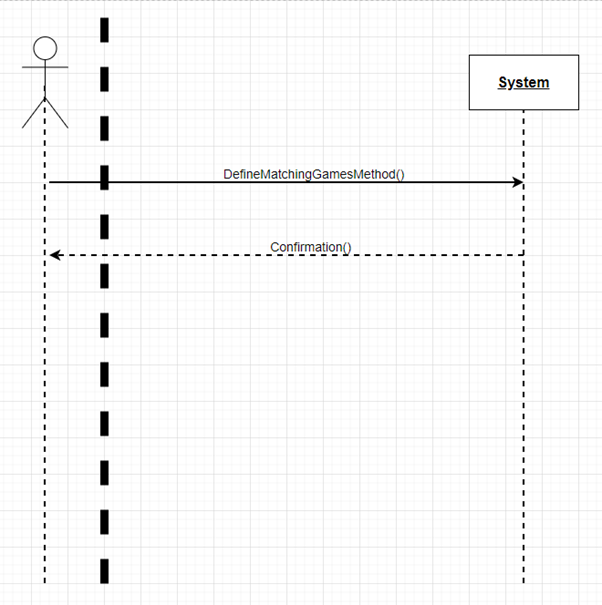 System
DefineMatchingGamesMethod()
Confirmation()